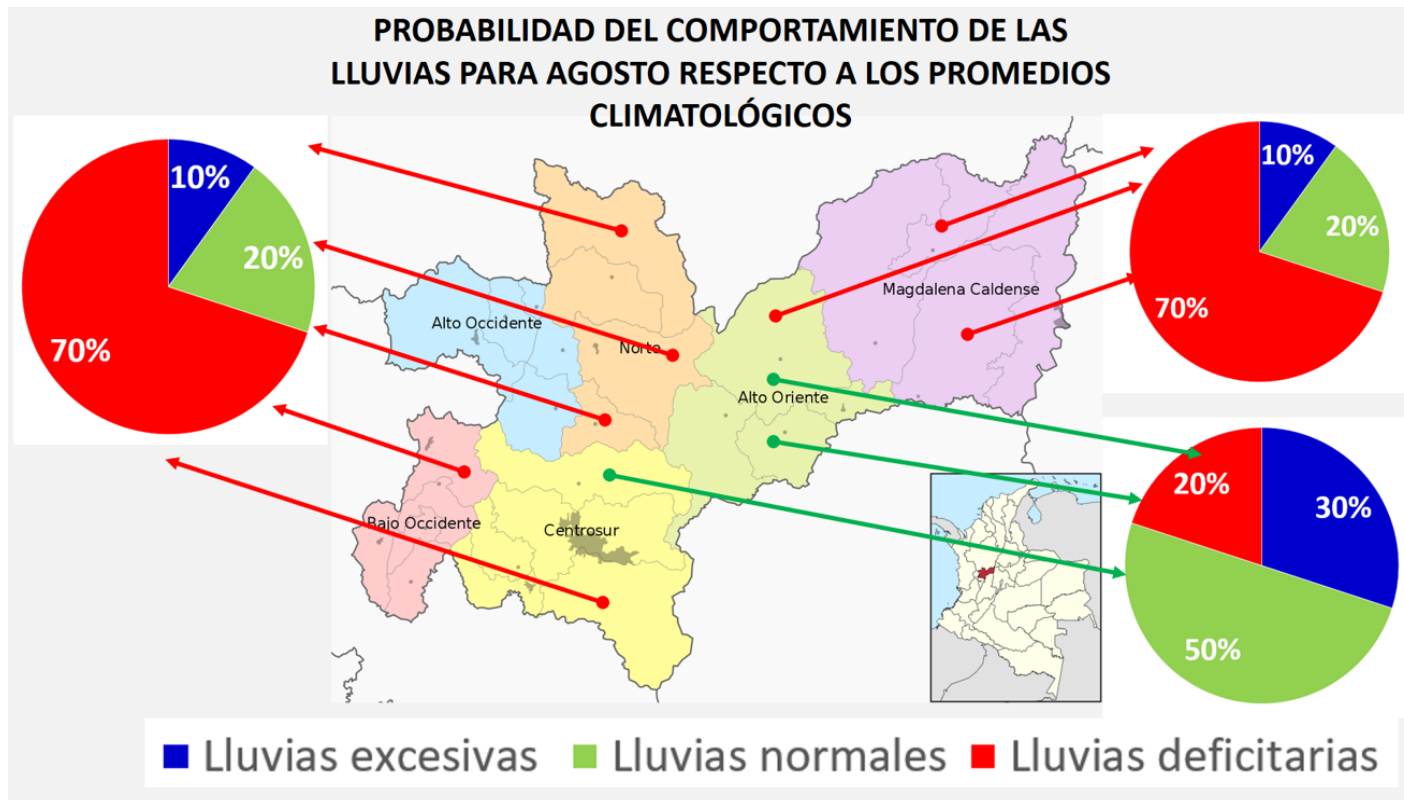 PROBABILIDAD DEL COMPORTAMIENTO DE LAS
LLUVIAS PARA AGOSTO RESPECTO A LOS PROMEDIOS
CLIMATOLÓGICOS
10%
20%
70%
10%
20%
70%
Magdalena Caldense
Alto Occidente
Norte
Alto Oriente
Bajo Occidente
Centrosur
20%
30%
50%
Lluvias excesivas
Lluvias normales
Lluvias deficitarias